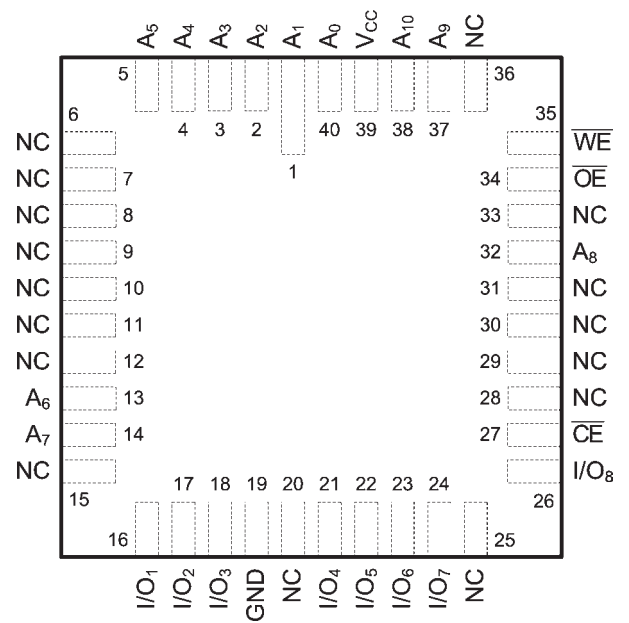 A5 A4 A3 A2 A1 A0 VCC A10 A9 NC
5 36
4 3 2 40 39 38 37
6 35
1
NC WE
NC 7 34 OE
NC 8 33 NC
NC 9 32 A8
NC 10 31 NC
NC 11 30 NC
NC 12 29 NC
A6 13 28 NC
A7 14 27 CE
NC I/O8
15 17 18 19 20 21 22 23 24 26
16 25
I/O1 I/O2 I/O3 GND NC I/O4 I/O5 I/O6 I/O7 NC